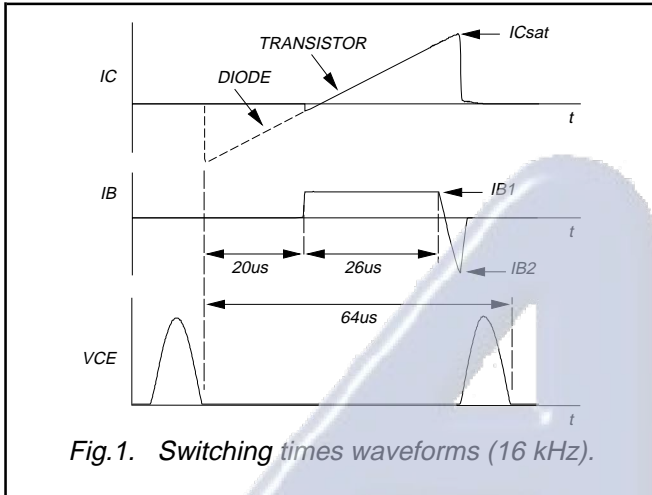 ICsat
TRANSISTOR
IC
DIODE
t
IB
IB1
t
20us
26us
IB2
64us
VCE
t
Fig.1. Switching times waveforms (16 kHz).